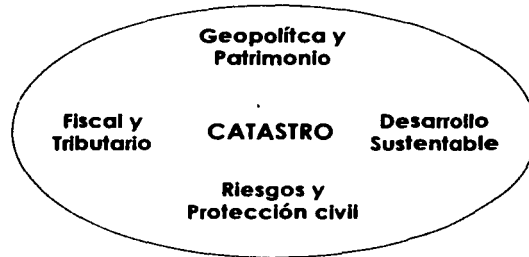 Geopolítca y
Patrimonio
Fiscal y
Tributario
CATASTRO
Desarrollo
Sustentable
Riesgos y
Protección civil